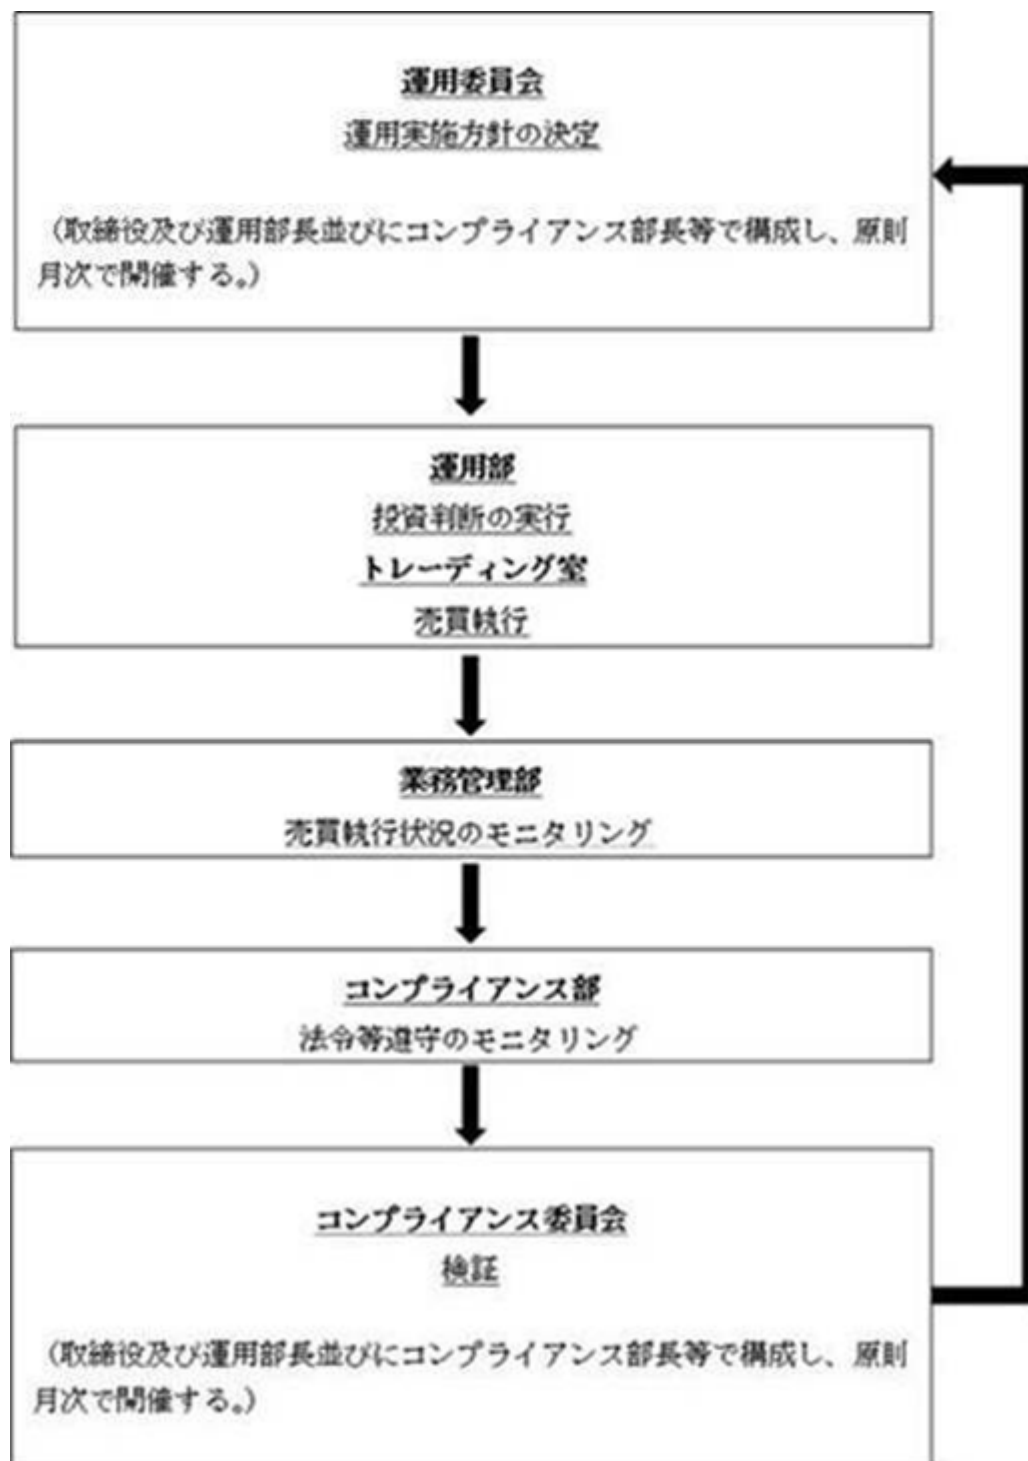 運用委員会
運用実施方針の決定
（取締役及び運用部長並びにコンプライアンス部長等で構成し、原則
月次で開催する。）
運用部
投資判断の実行
トレーディング室
売買執行
業務管理部
売買執行状況のモニタリング
コンプライアンス部
法令等遵守のモニタリング
コンプライアンス委員会
検証
（取締役及び運用部長並びにコンプライアンス部長等で構成し、原則
月次で開催する。）